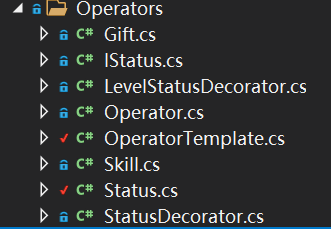 Operators
C# Gift.cs
C# IStatus.cs
C# LevelStatusDecorator.cs
C# Operator.cs
C# OperatorTemplate.cs
C# Skill.cs
C# Status.cs
C# StatusDecorator.cs